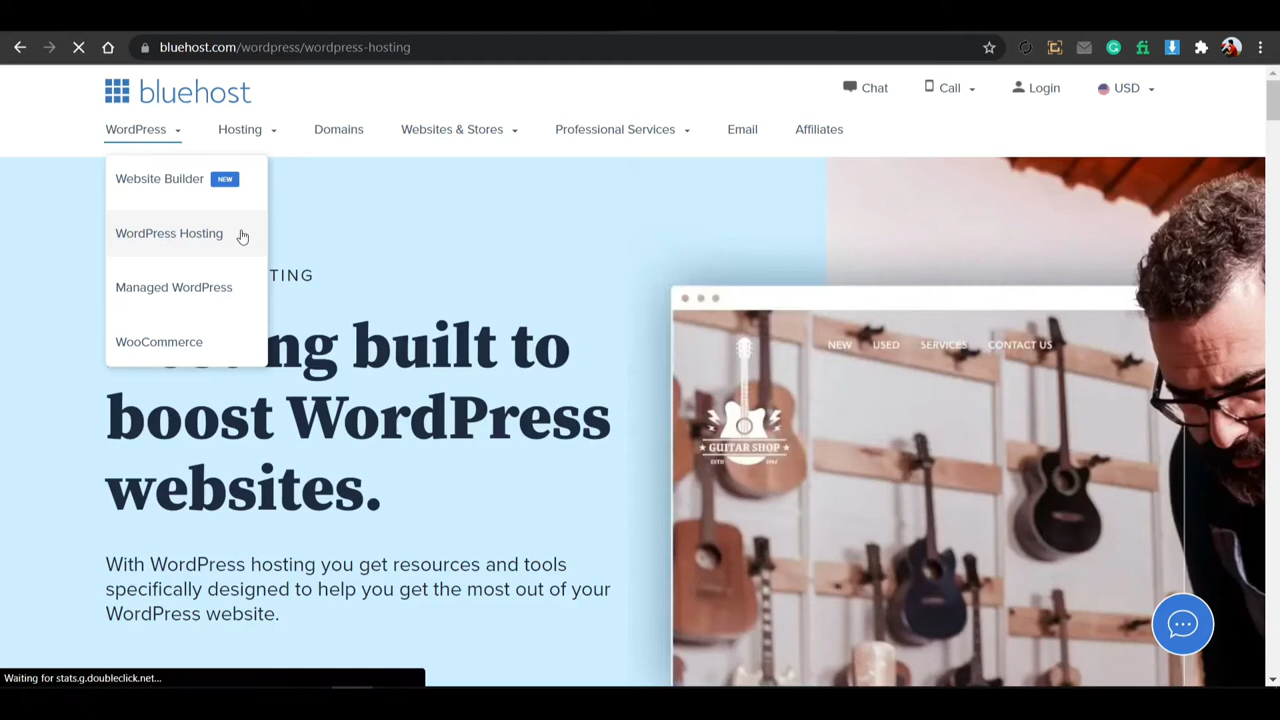 bluehost.com/wordpress/wordpress-hosting
bluehost
Chat
Call
Login
USD
WordPress
Hosting
Domains
Websites & Stores
Professional Services
Email
Affiliates
Website Builder NEW
WordPress Hosting
Managed WordPress
WooCommerce
TING
ng built to
boost WordPress
websites.
With WordPress hosting you get resources and tools
specifically designed to help you get the most out of your
WordPress website.
NEW USED SERVICES CONTACT US
GUITAR SHOP
Waiting for stats.g.doubleclick.net...